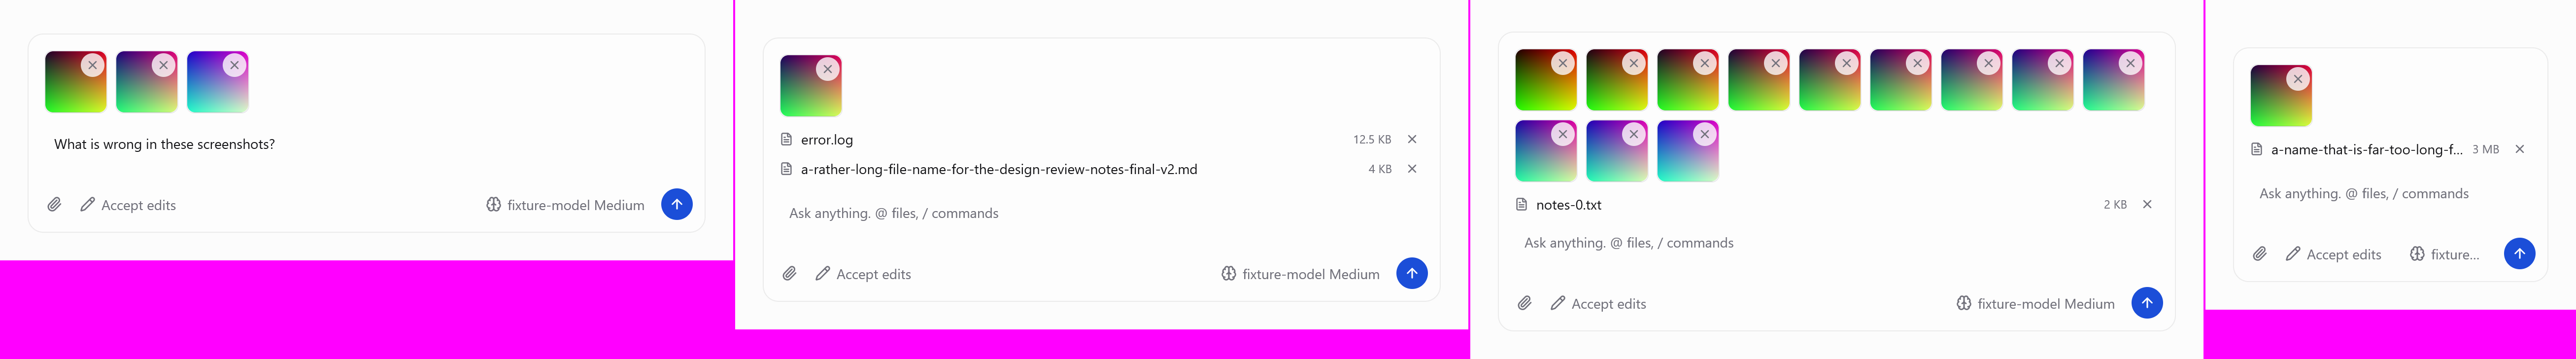 What is wrong in these screenshots?
Accept edits
fixture-model Medium
error.log
12.5 KB
a-rather-long-file-name-for-the-design-review-notes-final-v2.md
4 KB
Ask anything. @ files, / commands
Accept edits
fixture-model Medium
notes-0.txt
2 KB
Ask anything. @ files, / commands
Accept edits
fixture-model Medium
a-name-that-is-far-too-long-f...
3 MB
Ask anything. @ files, / commands
Accept edits
fixture...